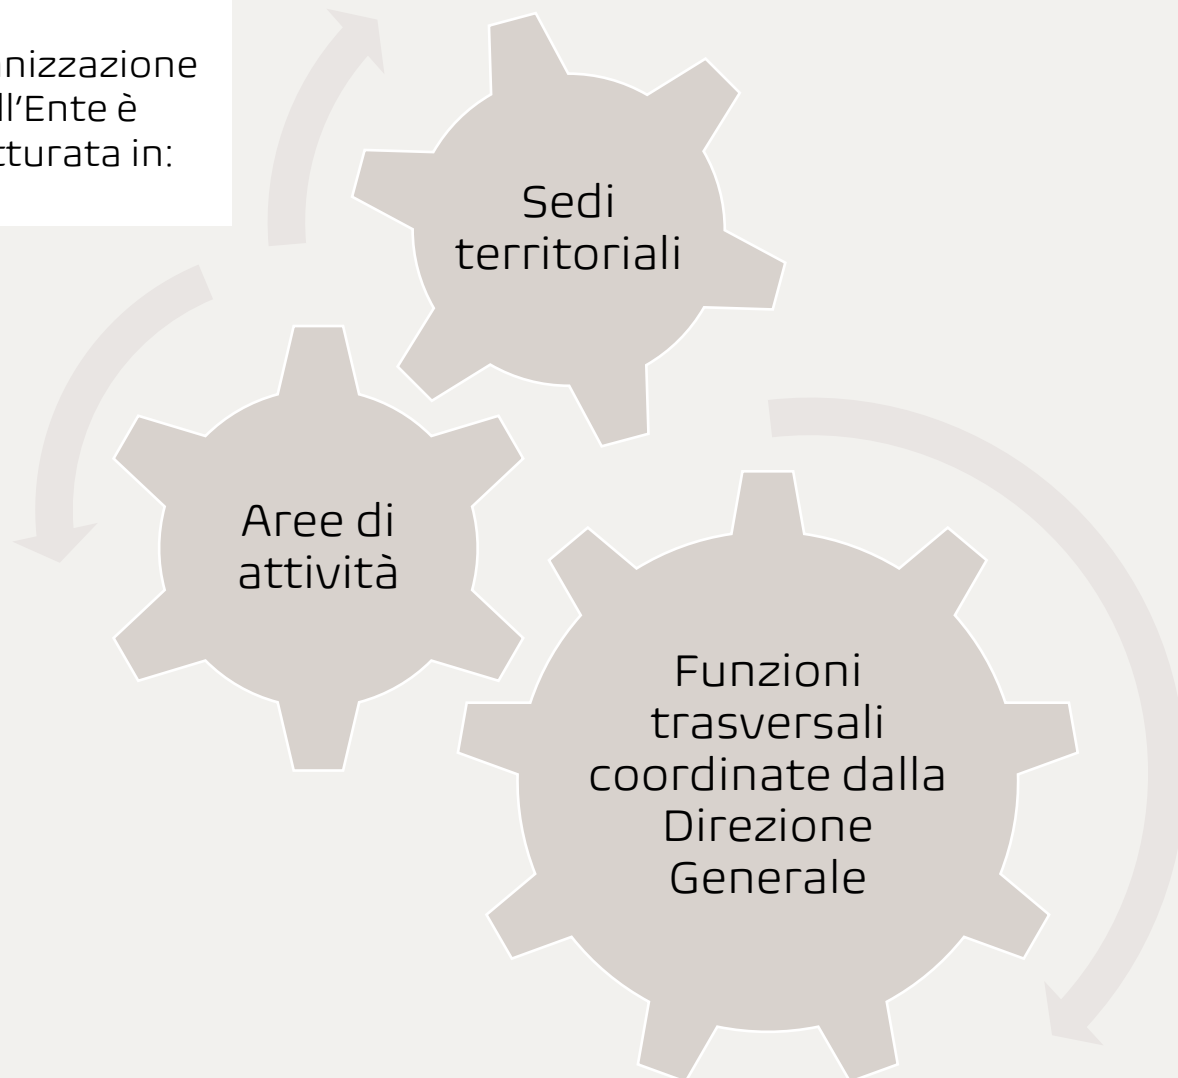 nizzazione
ll'Ente è
tturata in:
Sedi
territoriali
Aree di
attività
Funzioni
trasversali
coordinate dalla
Direzione
Generale